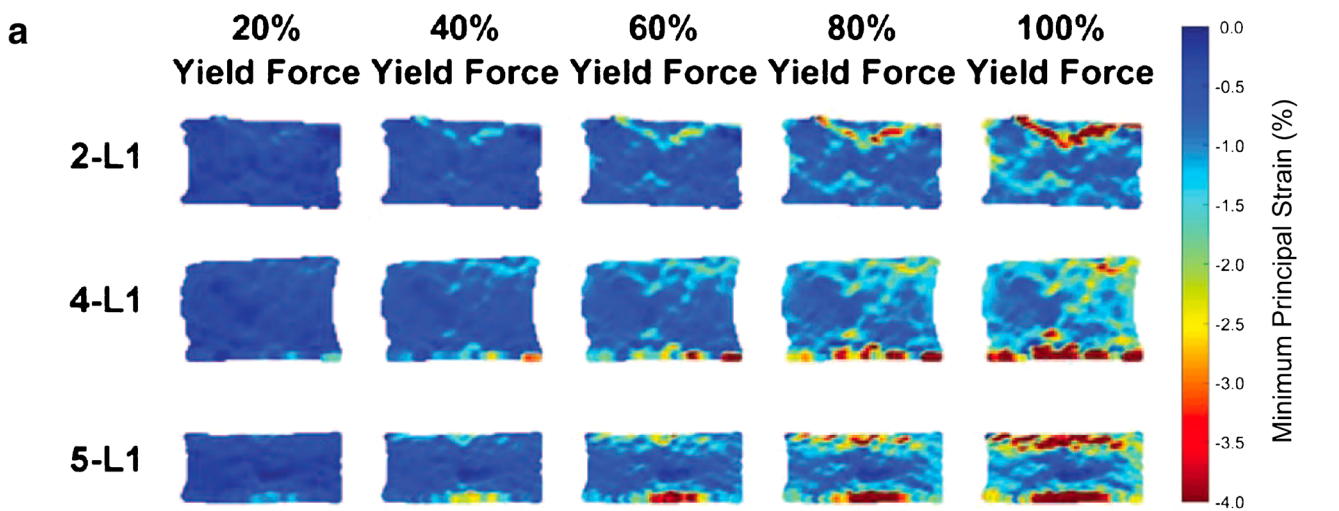 a
20% 40% 60% 80% 100%
Yield Force Yield Force Yield Force Yield Force Yield Force
2-L1
4-L1
5-L1
0.0
-0.5
-1.0
-1.5
-2.0
-2.5
-3.0
-3.5
-4.0
Minimum Principal Strain (%)